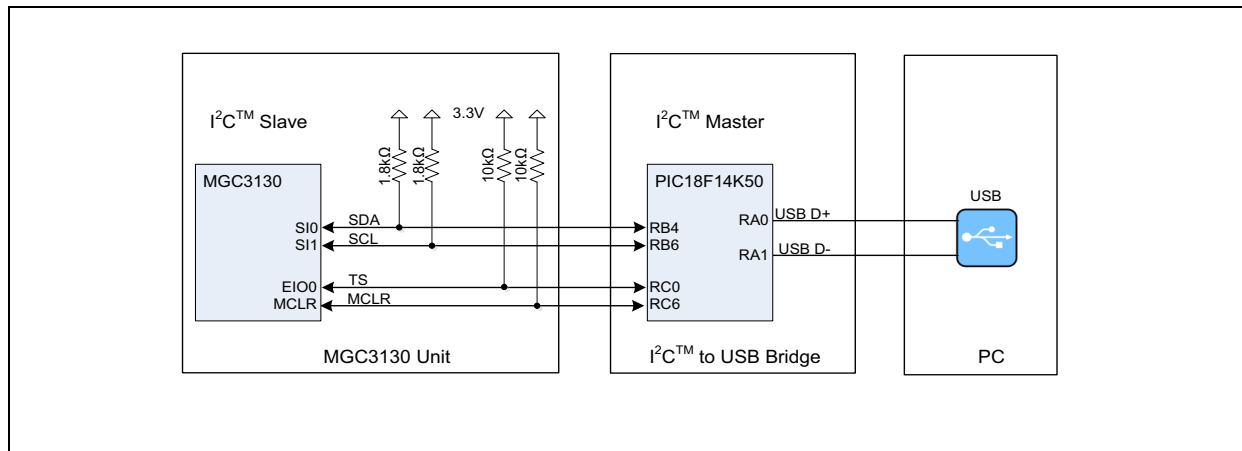 I²C™ Slave
3.3V
I²C™ Master
1.8kΩ
1.8kΩ
10kΩ
10kΩ
MGC3130
PIC18F14K50
USB
SI0
SDA
RB4
RA0
USB D+
SI1
SCL
RB6
RA1
USB D-
EIO0
TS
RC0
MCLR
MCLR
RC6
MGC3130 Unit
I²C™ to USB Bridge
PC